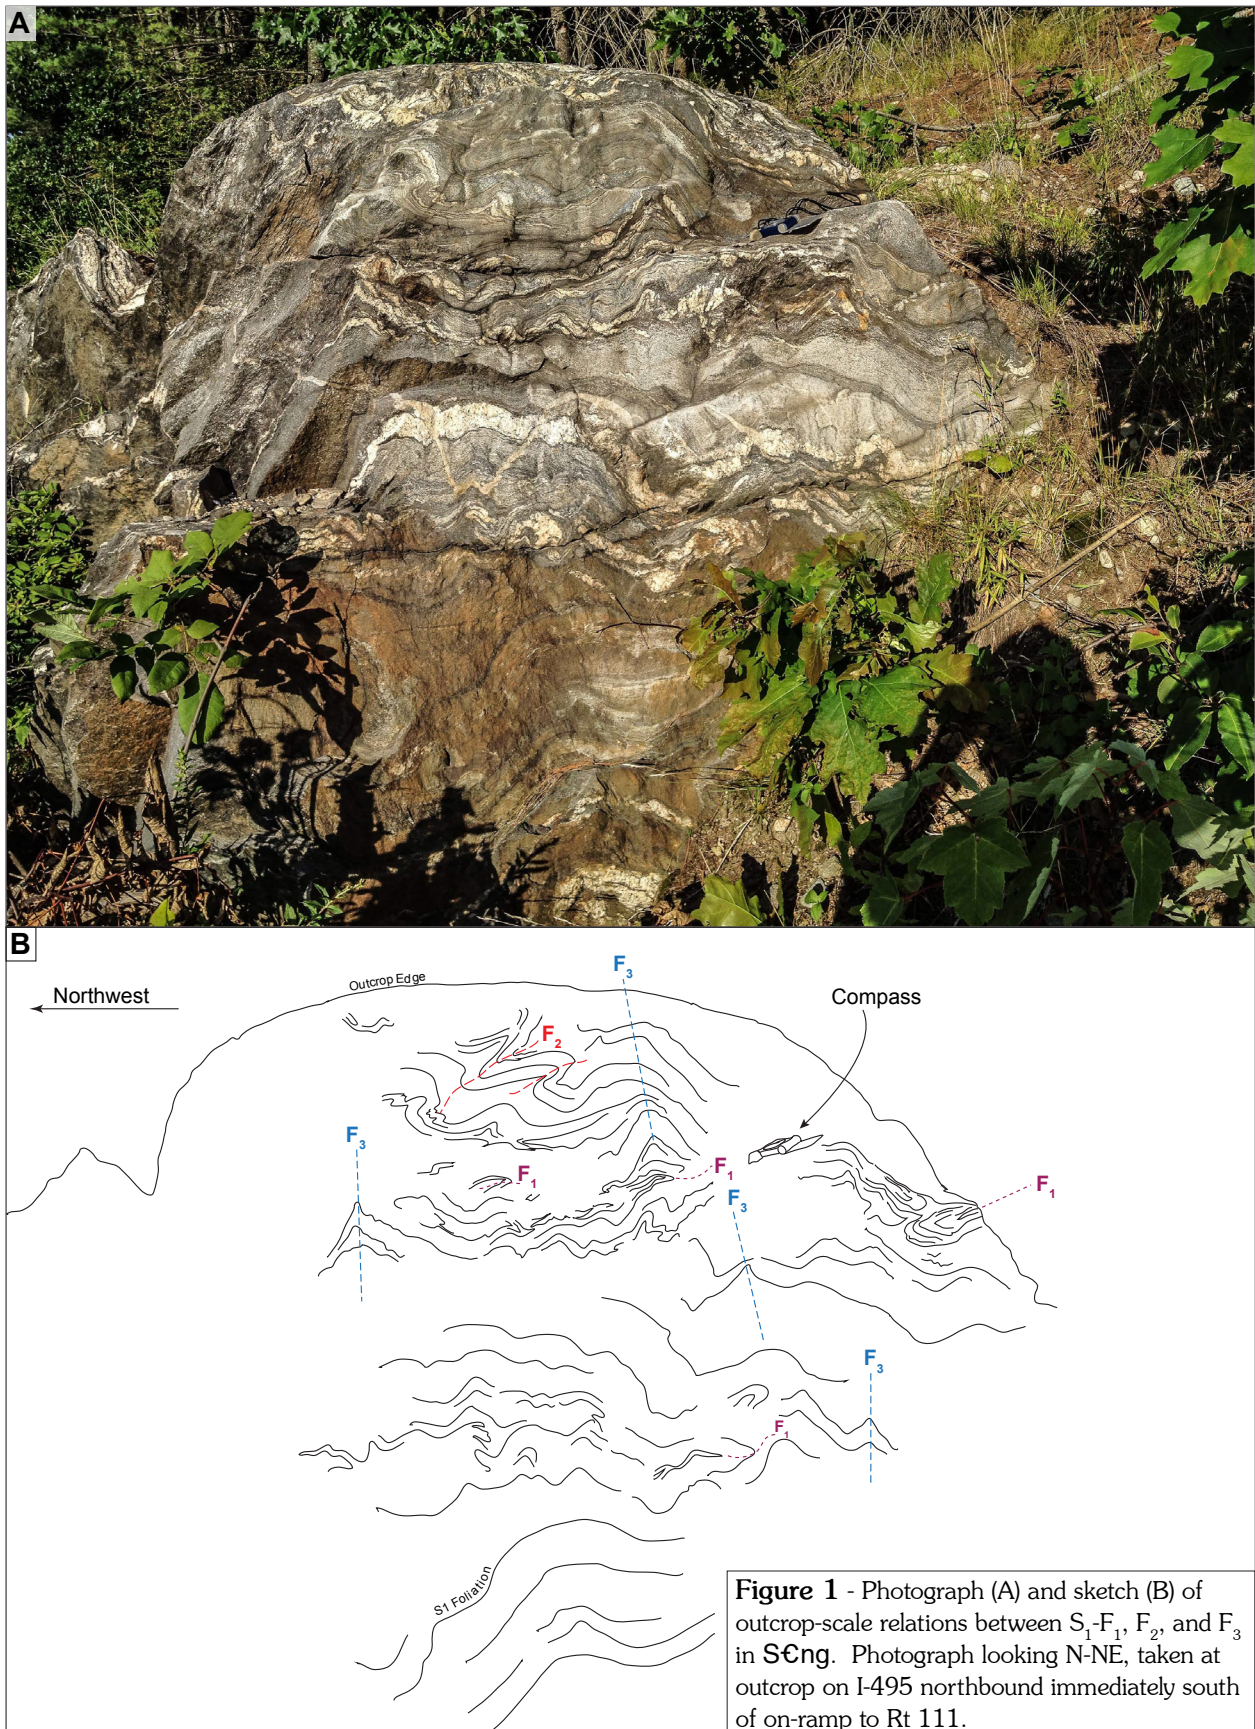 A
B
F3
Outcrop Edge
Northwest
Compass
F2
F3
F1
F1
F1
F3
F3
F1
S1 Foliation
Figure 1 - Photograph (A) and sketch (B) of
outcrop-scale relations between S1-F1, F2, and F3
in S€ng. Photograph looking N-NE, taken at
outcrop on I-495 northbound immediately south
of on-ramp to Rt 111.